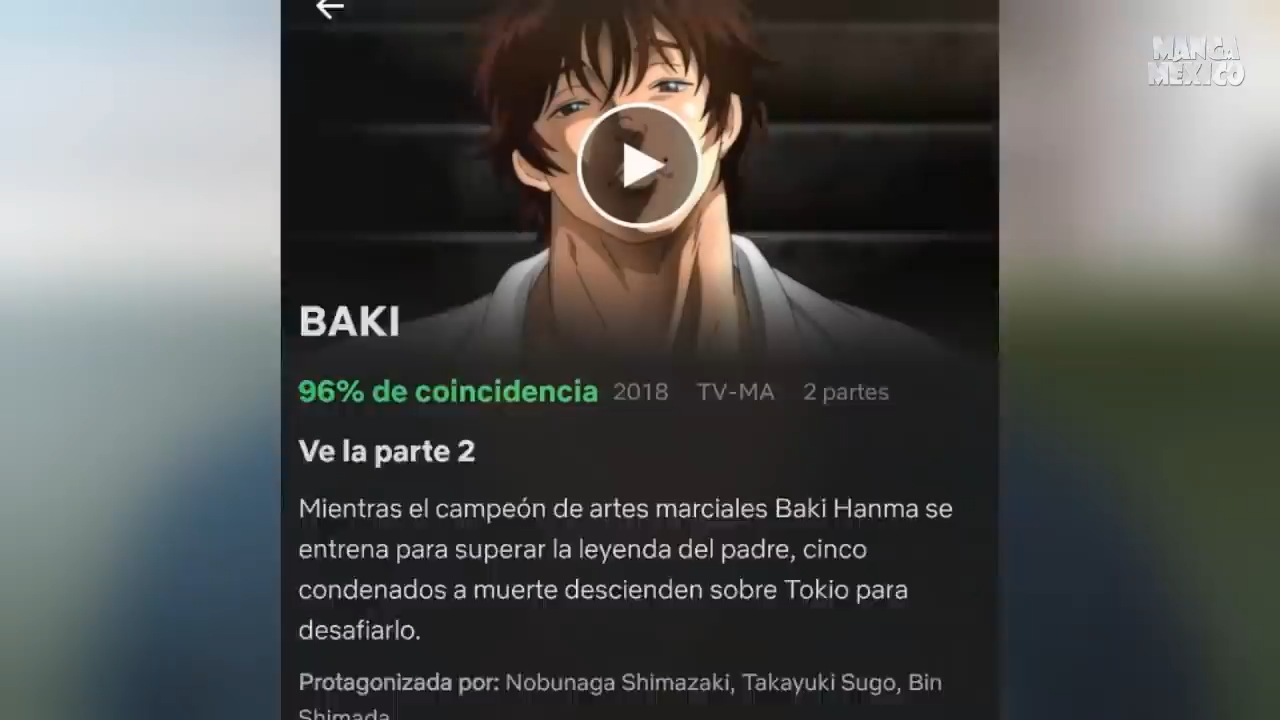 MANGA
MEXICO
BAKI
96% de coincidencia 2018 TV-MA 2 partes
Ve la parte 2
Mientras el campeón de artes marciales Baki Hanma se
entrena para superar la leyenda del padre, cinco
condenados a muerte descienden sobre Tokio para
desafiarlo.
Protagonizada por: Nobunaga Shimazaki, Takayuki Sugo, Bin
Shimada